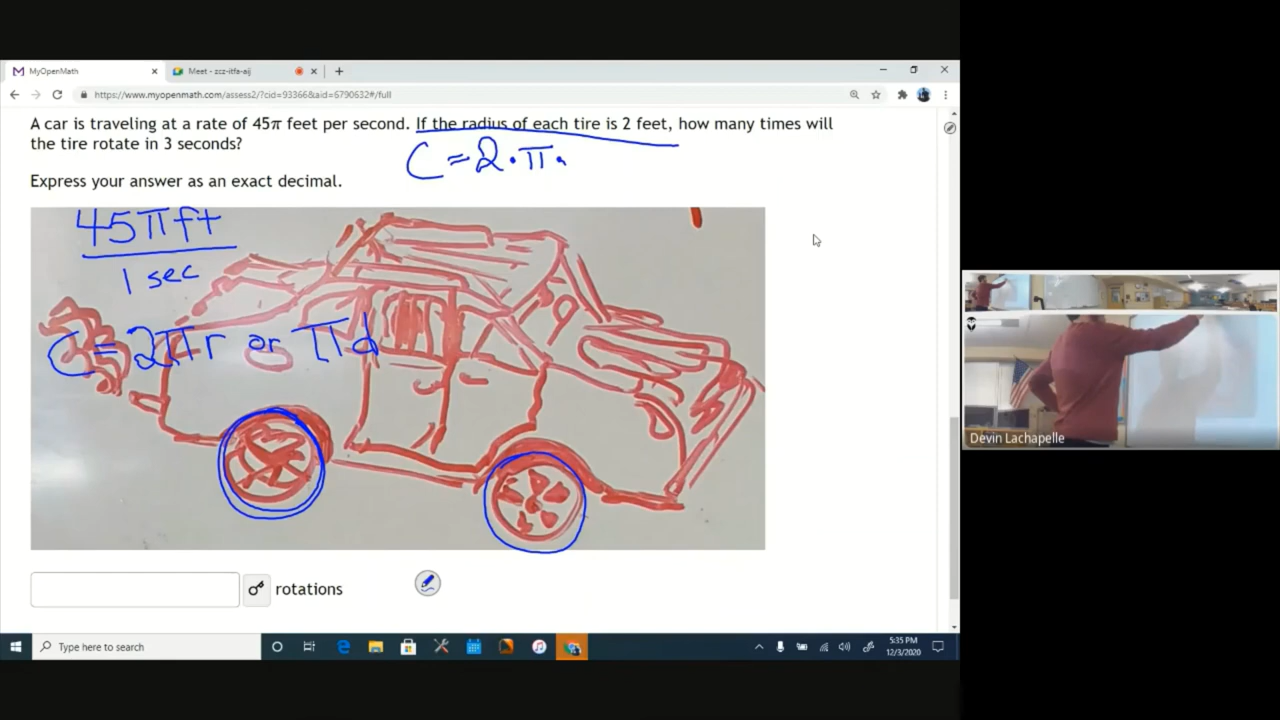 MyOpenMath
Meet - zcz-itfa-aij
https://www.myopenmath.com/assess2/?cid=93366&aid=6790632#/full
A car is traveling at a rate of 45π feet per second. If the radius of each tire is 2 feet, how many times will
the tire rotate in 3 seconds?
C = 2·π·
Express your answer as an exact decimal.
45πft
1 sec
C = 2πr or πd
Devin Lachapelle
rotations
Type here to search
5:35 PM
12/3/2020